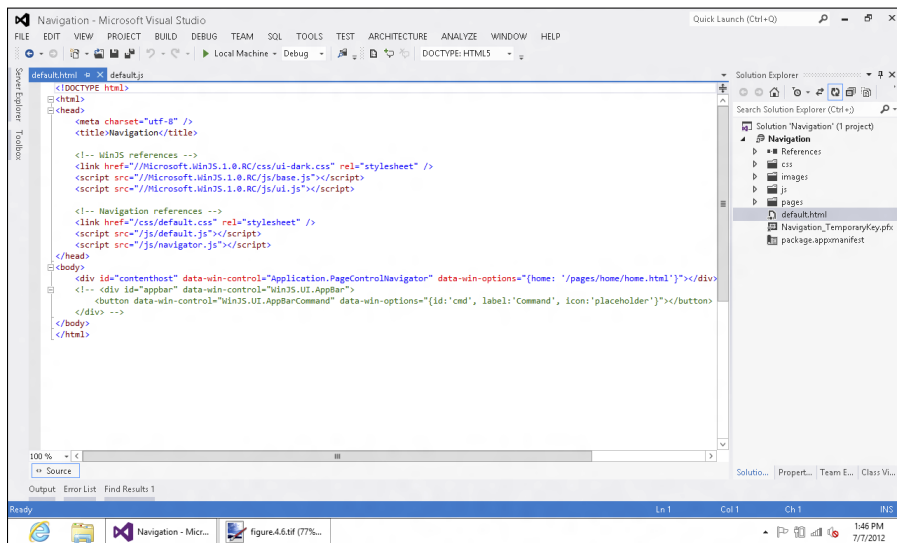 Navigation - Microsoft Visual Studio
Quick Launch (Ctrl+Q)
FILE EDIT VIEW PROJECT BUILD DEBUG TEAM SQL TOOLS TEST ARCHITECTURE ANALYZE WINDOW HELP
Local Machine Debug DOCTYPE: HTML5
Server Explorer
Toolbox
default.html default.js
<!DOCTYPE html>
<html>
<head>
<meta charset="utf-8" />
<title>Navigation</title>
<!-- WinJS references -->
<link href="//Microsoft.WinJS.1.0.RC/css/ui-dark.css" rel="stylesheet" />
<script src="//Microsoft.WinJS.1.0.RC/js/base.js"></script>
<script src="//Microsoft.WinJS.1.0.RC/js/ui.js"></script>
<!-- Navigation references -->
<link href="/css/default.css" rel="stylesheet" />
<script src="/js/default.js"></script>
<script src="/js/navigator.js"></script>
</head>
<body>
<div id="contenthost" data-win-control="Application.PageControlNavigator" data-win-options="{home: '/pages/home/home.html'}"></div>
<!-- <div id="appbar" data-win-control="WinJS.UI.AppBar">
<button data-win-control="WinJS.UI.AppBarCommand" data-win-options="{id:'cmd', label:'Command', icon:'placeholder'}"></button>
</div> -->
</body>
</html>
100 %
Source
Solution Explorer
Search Solution Explorer (Ctrl+;)
Solution 'Navigation' (1 project)
Navigation
References
css
images
js
pages
default.html
Navigation_TemporaryKey.pfx
package.appxmanifest
Solutio... Propert... Team E... Class Vi...
Output Error List Find Results 1
Ready Ln 1 Col 1 Ch 1 INS
Navigation - Micr... figure.4.6.tif (77%... 1:46 PM
7/7/2012